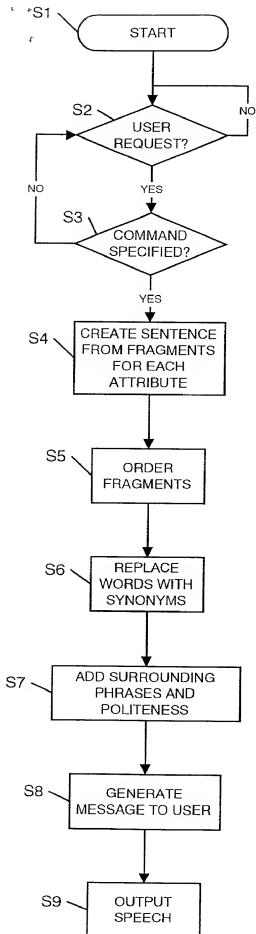 S1
START
S2
USER
REQUEST?
NO
YES
NO
S3
COMMAND
SPECIFIED?
YES
S4
CREATE SENTENCE
FROM FRAGMENTS
FOR EACH
ATTRIBUTE
S5
ORDER
FRAGMENTS
S6
REPLACE
WORDS WITH
SYNONYMS
S7
ADD SURROUNDING
PHRASES AND
POLITENESS
S8
GENERATE
MESSAGE TO USER
S9
OUTPUT
SPEECH